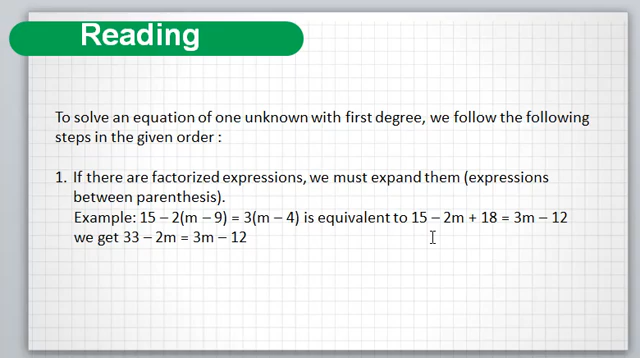 Reading
To solve an equation of one unknown with first degree, we follow the following
steps in the given order :
1. If there are factorized expressions, we must expand them (expressions
between parenthesis).
Example: 15 – 2(m – 9) = 3(m – 4) is equivalent to 15 – 2m + 18 = 3m – 12
we get 33 – 2m = 3m – 12